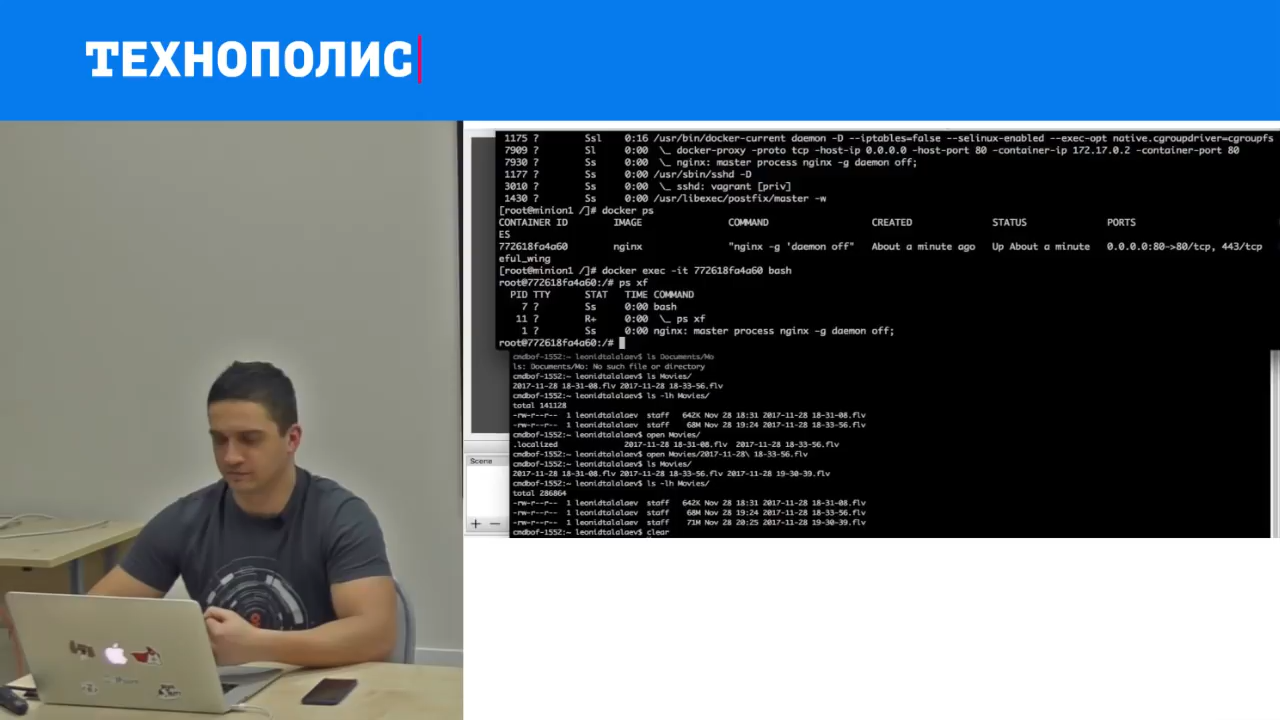 ТЕХНОПОЛИС
1175 ? Ssl 0:16 /usr/bin/docker-current daemon -D --iptables=false --selinux-enabled --exec-opt native.cgroupdriver=cgroupfs
7909 ? Sl 0:00 \_ docker-proxy -proto tcp -host-ip 0.0.0.0 -host-port 80 -container-ip 172.17.0.2 -container-port 80
7930 ? Ss 0:00 \_ nginx: master process nginx -g daemon off;
1177 ? Ss 0:00 /usr/sbin/sshd -D
3010 ? Ss 0:00 \_ sshd: vagrant [priv]
1430 ? Ss 0:00 /usr/libexec/postfix/master -w
[root@minion1 /]# docker ps
CONTAINER ID IMAGE COMMAND CREATED STATUS PORTS
ES
772618fa4a60 nginx "nginx -g 'daemon off" About a minute ago Up About a minute 0.0.0.0:80->80/tcp, 443/tcp
eful_wing
[root@minion1 /]# docker exec -it 772618fa4a60 bash
root@772618fa4a60:/# ps xf
PID TTY STAT TIME COMMAND
7 ? Ss 0:00 bash
11 ? R+ 0:00 \_ ps xf
1 ? Ss 0:00 nginx: master process nginx -g daemon off;
root@772618fa4a60:/#
cmdbof-1552:~ leonidtalalaev$ ls Documents/Mo
ls: Documents/Mo: No such file or directory
cmdbof-1552:~ leonidtalalaev$ ls Movies/
2017-11-28 18-31-08.flv 2017-11-28 18-33-56.flv
cmdbof-1552:~ leonidtalalaev$ ls -lh Movies/
total 141128
-rw-r--r-- 1 leonidtalalaev staff 642K Nov 28 18:31 2017-11-28 18-31-08.flv
-rw-r--r-- 1 leonidtalalaev staff 68M Nov 28 19:24 2017-11-28 18-33-56.flv
cmdbof-1552:~ leonidtalalaev$ open Movies/
.localized 2017-11-28 18-31-08.flv 2017-11-28 18-33-56.flv
cmdbof-1552:~ leonidtalalaev$ open Movies/2017-11-28\ 18-33-56.flv
cmdbof-1552:~ leonidtalalaev$ ls Movies/
2017-11-28 18-31-08.flv 2017-11-28 18-33-56.flv 2017-11-28 19-30-39.flv
cmdbof-1552:~ leonidtalalaev$ ls -lh Movies/
total 286864
-rw-r--r-- 1 leonidtalalaev staff 642K Nov 28 18:31 2017-11-28 18-31-08.flv
-rw-r--r-- 1 leonidtalalaev staff 68M Nov 28 19:24 2017-11-28 18-33-56.flv
-rw-r--r-- 1 leonidtalalaev staff 71M Nov 28 20:25 2017-11-28 19-30-39.flv
cmdbof-1552:~ leonidtalalaev$ clear
Scene
+ −